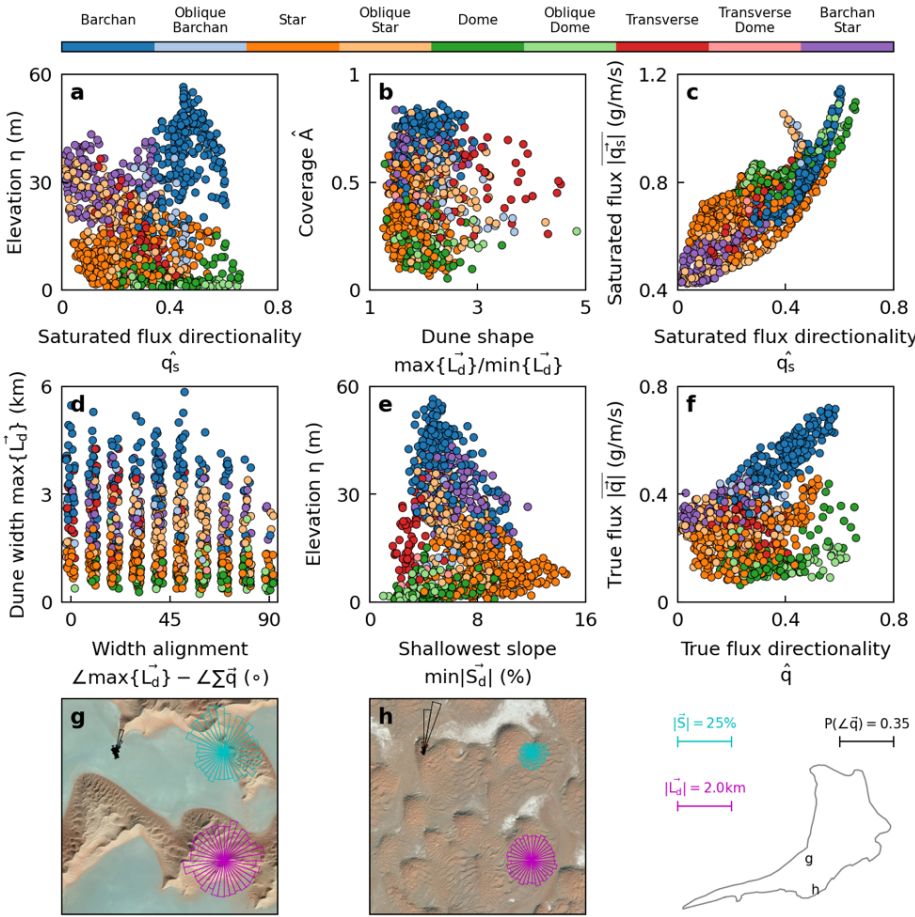 Barchan
Oblique
Barchan
Star
Oblique
Star
Dome
Oblique
Dome
Transverse
Transverse
Dome
Barchan
Star
a
Elevation η (m)
60
30
0
0 0.4 0.8
Saturated flux directionality
q̂s
b
Coverage Â
1
0.5
0
1 3 5
Dune shape
max{L⃗d}/min{L⃗d}
c
Saturated flux |q⃗s| (g/m/s)
1.2
0.8
0.4
0 0.4 0.8
Saturated flux directionality
q̂s
d
Dune width max{L⃗d} (km)
6
3
0
0 45 90
Width alignment
∠max{L⃗d} − ∠∑q⃗ (∘)
e
Elevation η (m)
60
30
0
0 8 16
Shallowest slope
min|S⃗d| (%)
f
True flux |q⃗| (g/m/s)
0.8
0.4
0
0 0.4 0.8
True flux directionality
q̂
g
h
|S⃗| = 25%
P(∠q⃗) = 0.35
|L⃗d| = 2.0km
g
h